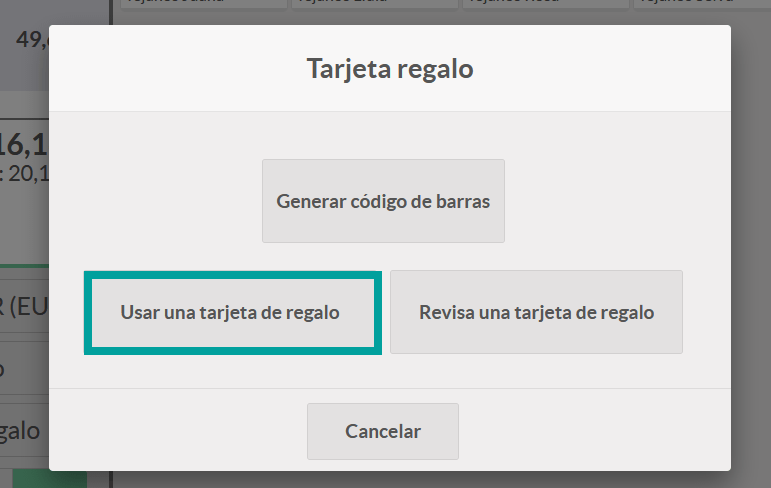 49,
Tarjeta regalo
16,1
: 20,1
Generar código de barras
R (EU
Usar una tarjeta de regalo
Revisa una tarjeta de regalo
o
galo
Cancelar